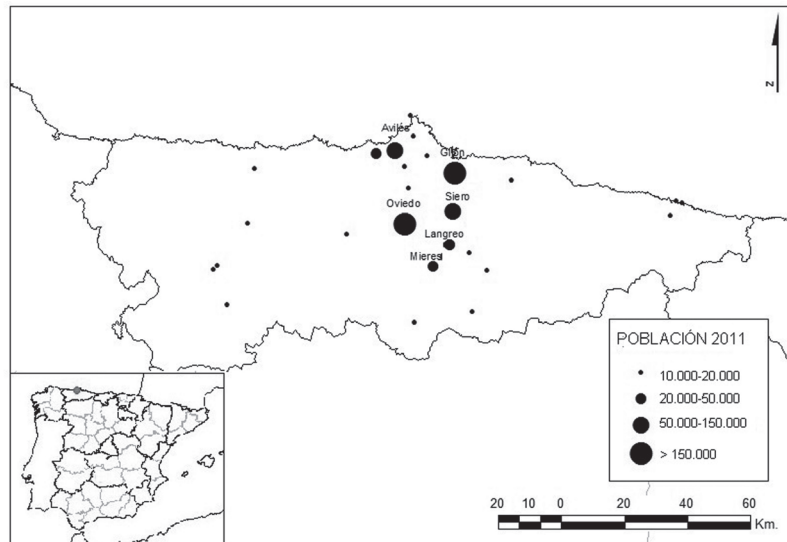 N
Avilés
Gijón
Siero
Oviedo
Langreo
Mieres
POBLACIÓN 2011
10.000-20.000
20.000-50.000
50.000-150.000
> 150.000
20 10 0 20 40 60
Km.